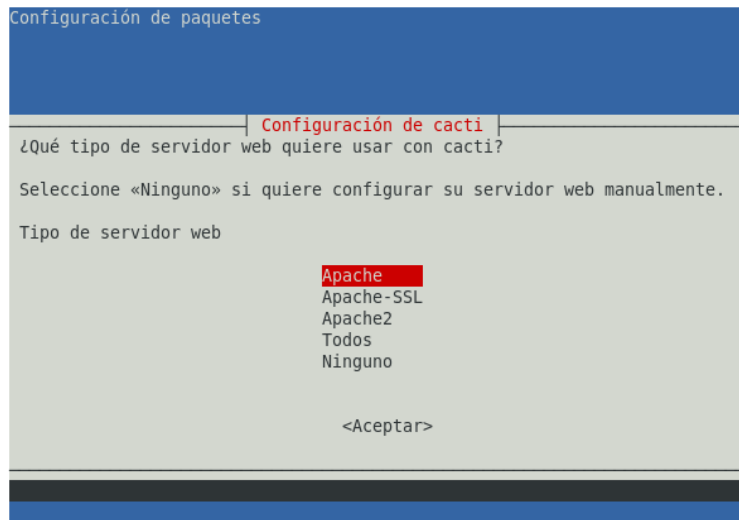 Configuración de paquetes
Configuración de cacti
¿Qué tipo de servidor web quiere usar con cacti?
Seleccione «Ninguno» si quiere configurar su servidor web manualmente.
Tipo de servidor web
Apache
Apache-SSL
Apache2
Todos
Ninguno
<Aceptar>